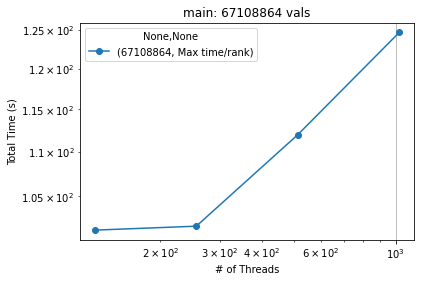 main: 67108864 vals
None,None
(67108864, Max time/rank)
Total Time (s)
1.25 × 10²
1.2 × 10²
1.15 × 10²
1.1 × 10²
1.05 × 10²
2 × 10² 3 × 10² 4 × 10² 6 × 10² 10³
# of Threads